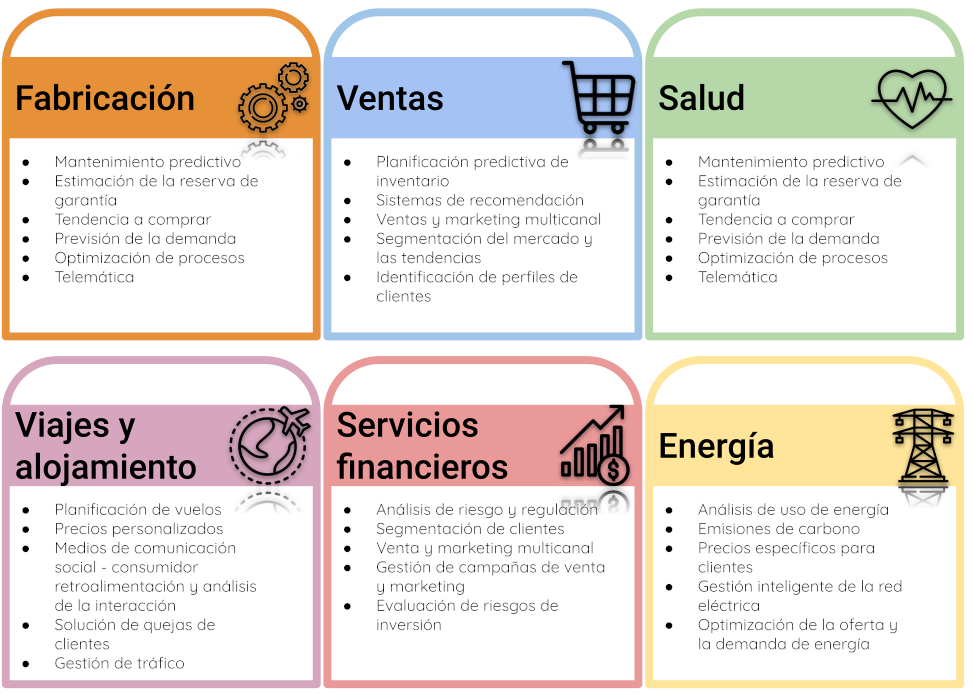 Fabricación
● Mantenimiento predictivo
● Estimación de la reserva de
garantía
● Tendencia a comprar
● Previsión de la demanda
● Optimización de procesos
● Telemática
Ventas
● Planificación predictiva de
inventario
● Sistemas de recomendación
● Ventas y marketing multicanal
● Segmentación del mercado y
las tendencias
● Identificación de perfiles de
clientes
Salud
● Mantenimiento predictivo
● Estimación de la reserva de
garantía
● Tendencia a comprar
● Previsión de la demanda
● Optimización de procesos
● Telemática
Viajes y
alojamiento
● Planificación de vuelos
● Precios personalizados
● Medios de comunicación
social - consumidor
retroalimentación y análisis
de la interacción
● Solución de quejas de
clientes
● Gestión de tráfico
Servicios
financieros
$
● Análisis de riesgo y regulación
● Segmentación de clientes
● Venta y marketing multicanal
● Gestión de campañas de venta
y marketing
● Evaluación de riesgos de
inversión
Energía
● Análisis de uso de energía
● Emisiones de carbono
● Precios específicos para
clientes
● Gestión inteligente de la red
eléctrica
● Optimización de la oferta y
la demanda de energía